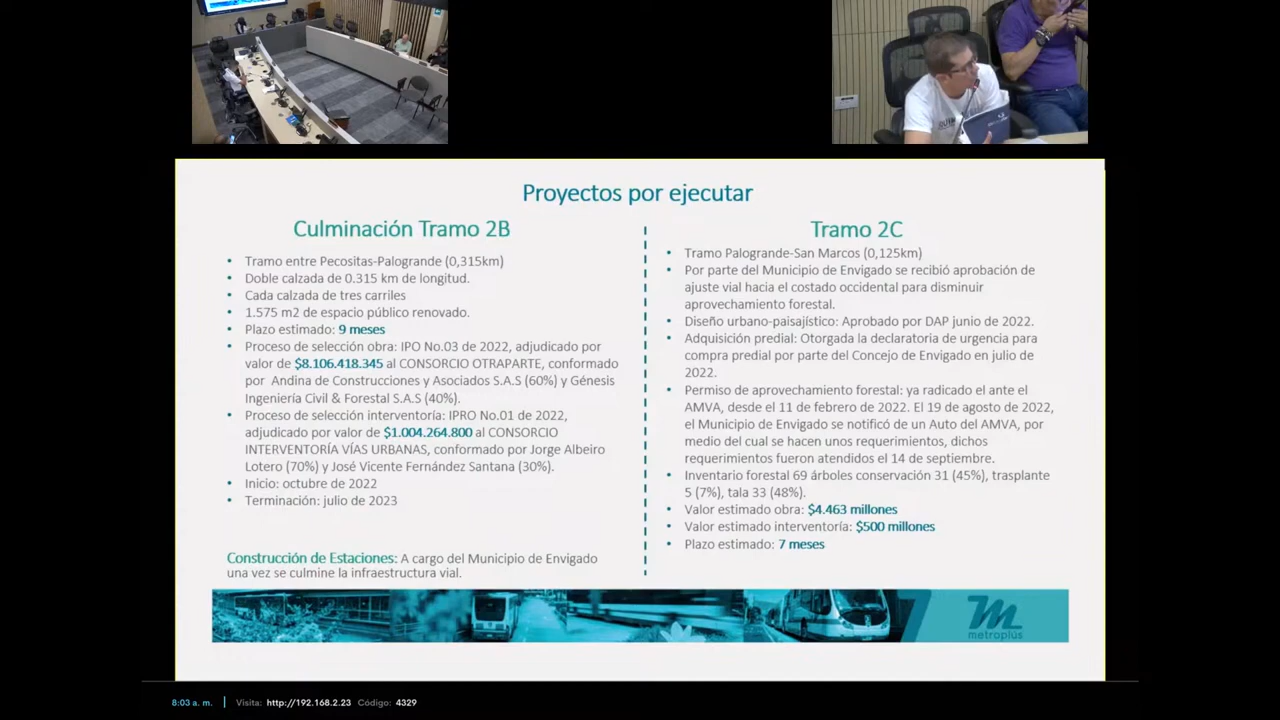 Proyectos por ejecutar
Culminación Tramo 2B
• Tramo entre Pecositas-Palogrande (0,315km)
• Doble calzada de 0.315 km de longitud.
• Cada calzada de tres carriles
• 1.575 m2 de espacio público renovado.
• Plazo estimado: 9 meses
• Proceso de selección obra: IPO No.03 de 2022, adjudicado por
valor de $8.106.418.345 al CONSORCIO OTRAPARTE, conformado
por Andina de Construcciones y Asociados S.A.S (60%) y Génesis
Ingeniería Civil & Forestal S.A.S (40%).
• Proceso de selección interventoría: IPRO No.01 de 2022,
adjudicado por valor de $1.004.264.800 al CONSORCIO
INTERVENTORÍA VÍAS URBANAS, conformado por Jorge Albeiro
Lotero (70%) y José Vicente Fernández Santana (30%).
• Inicio: octubre de 2022
• Terminación: julio de 2023
Construcción de Estaciones: A cargo del Municipio de Envigado
una vez se culmine la infraestructura vial.
Tramo 2C
• Tramo Palogrande-San Marcos (0,125km)
• Por parte del Municipio de Envigado se recibió aprobación de
ajuste vial hacia el costado occidental para disminuir
aprovechamiento forestal.
• Diseño urbano-paisajístico: Aprobado por DAP junio de 2022.
• Adquisición predial: Otorgada la declaratoria de urgencia para
compra predial por parte del Concejo de Envigado en julio de
2022.
• Permiso de aprovechamiento forestal: ya radicado el ante el
AMVA, desde el 11 de febrero de 2022. El 19 de agosto de 2022,
el Municipio de Envigado se notificó de un Auto del AMVA, por
medio del cual se hacen unos requerimientos, dichos
requerimientos fueron atendidos el 14 de septiembre.
• Inventario forestal 69 árboles conservación 31 (45%), trasplante
5 (7%), tala 33 (48%).
• Valor estimado obra: $4.463 millones
• Valor estimado interventoría: $500 millones
• Plazo estimado: 7 meses
metroplús
8:03 a. m. | Visita: http://192.168.2.23 Código: 4329